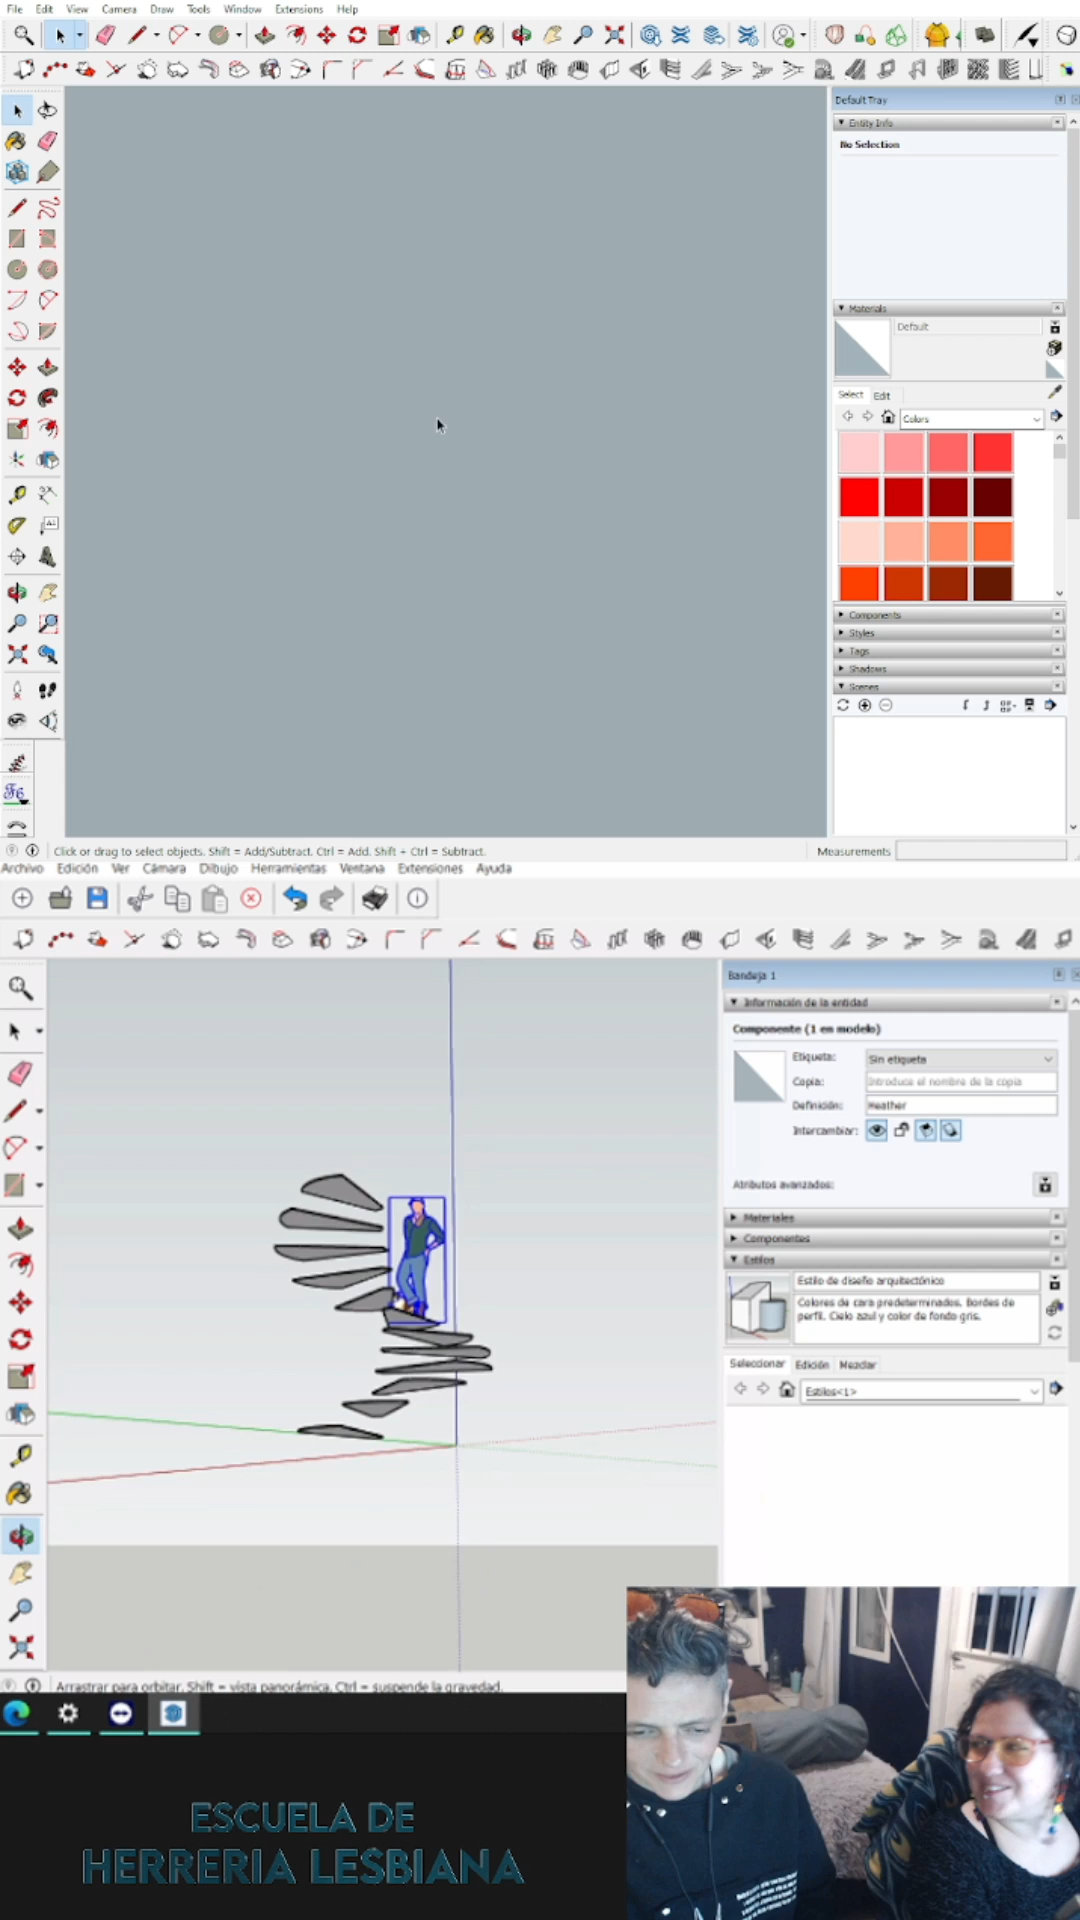 File Edit View Camera Draw Tools Window Extensions Help
Default Tray
Entity Info
No Selection
Materials
Default
Select Edit
Colors
Components
Styles
Tags
Shadows
Scenes
Click or drag to select objects. Shift = Add/Subtract. Ctrl = Add. Shift + Ctrl = Subtract.
Measurements
Archivo Edición Ver Cámara Dibujo Herramientas Ventana Extensiones Ayuda
Bandeja 1
Información de la entidad
Componente (1 en modelo)
Etiqueta: Sin etiqueta
Copia: Introduce el nombre de la copia
Definición: Heather
Intercambiar:
Atributos avanzados:
Materiales
Componentes
Estilos
Estilo de diseño arquitectónico
Colores de cara predeterminados. Bordes de
perfil. Cielo azul y color de fondo gris.
Seleccionar Edición Mezclar
Estilos<1>
Arrastrar para orbitar. Shift = vista panorámica, Ctrl = suspende la gravedad.
ESCUELA DE
HERRERIA LESBIANA